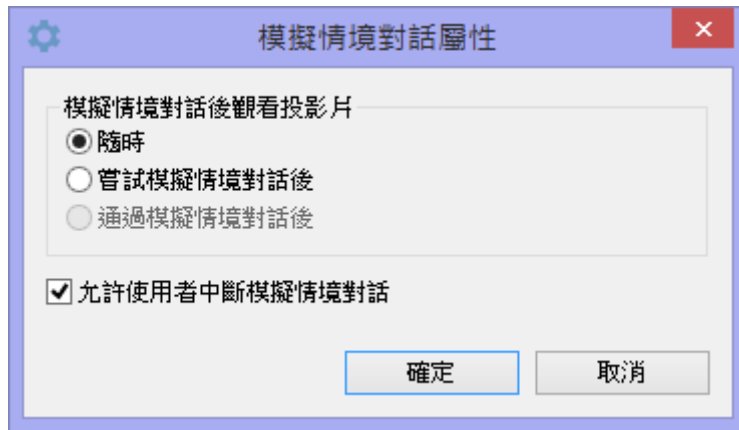 模擬情境對話屬性
模擬情境對話後觀看投影片
隨時
嘗試模擬情境對話後
通過模擬情境對話後
允許使用者中斷模擬情境對話
確定
取消